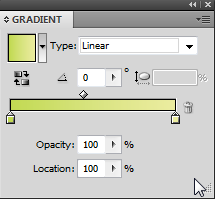 GRADIENT
Type: Linear
0 °
%
Opacity: 100 %
Location: 100 %